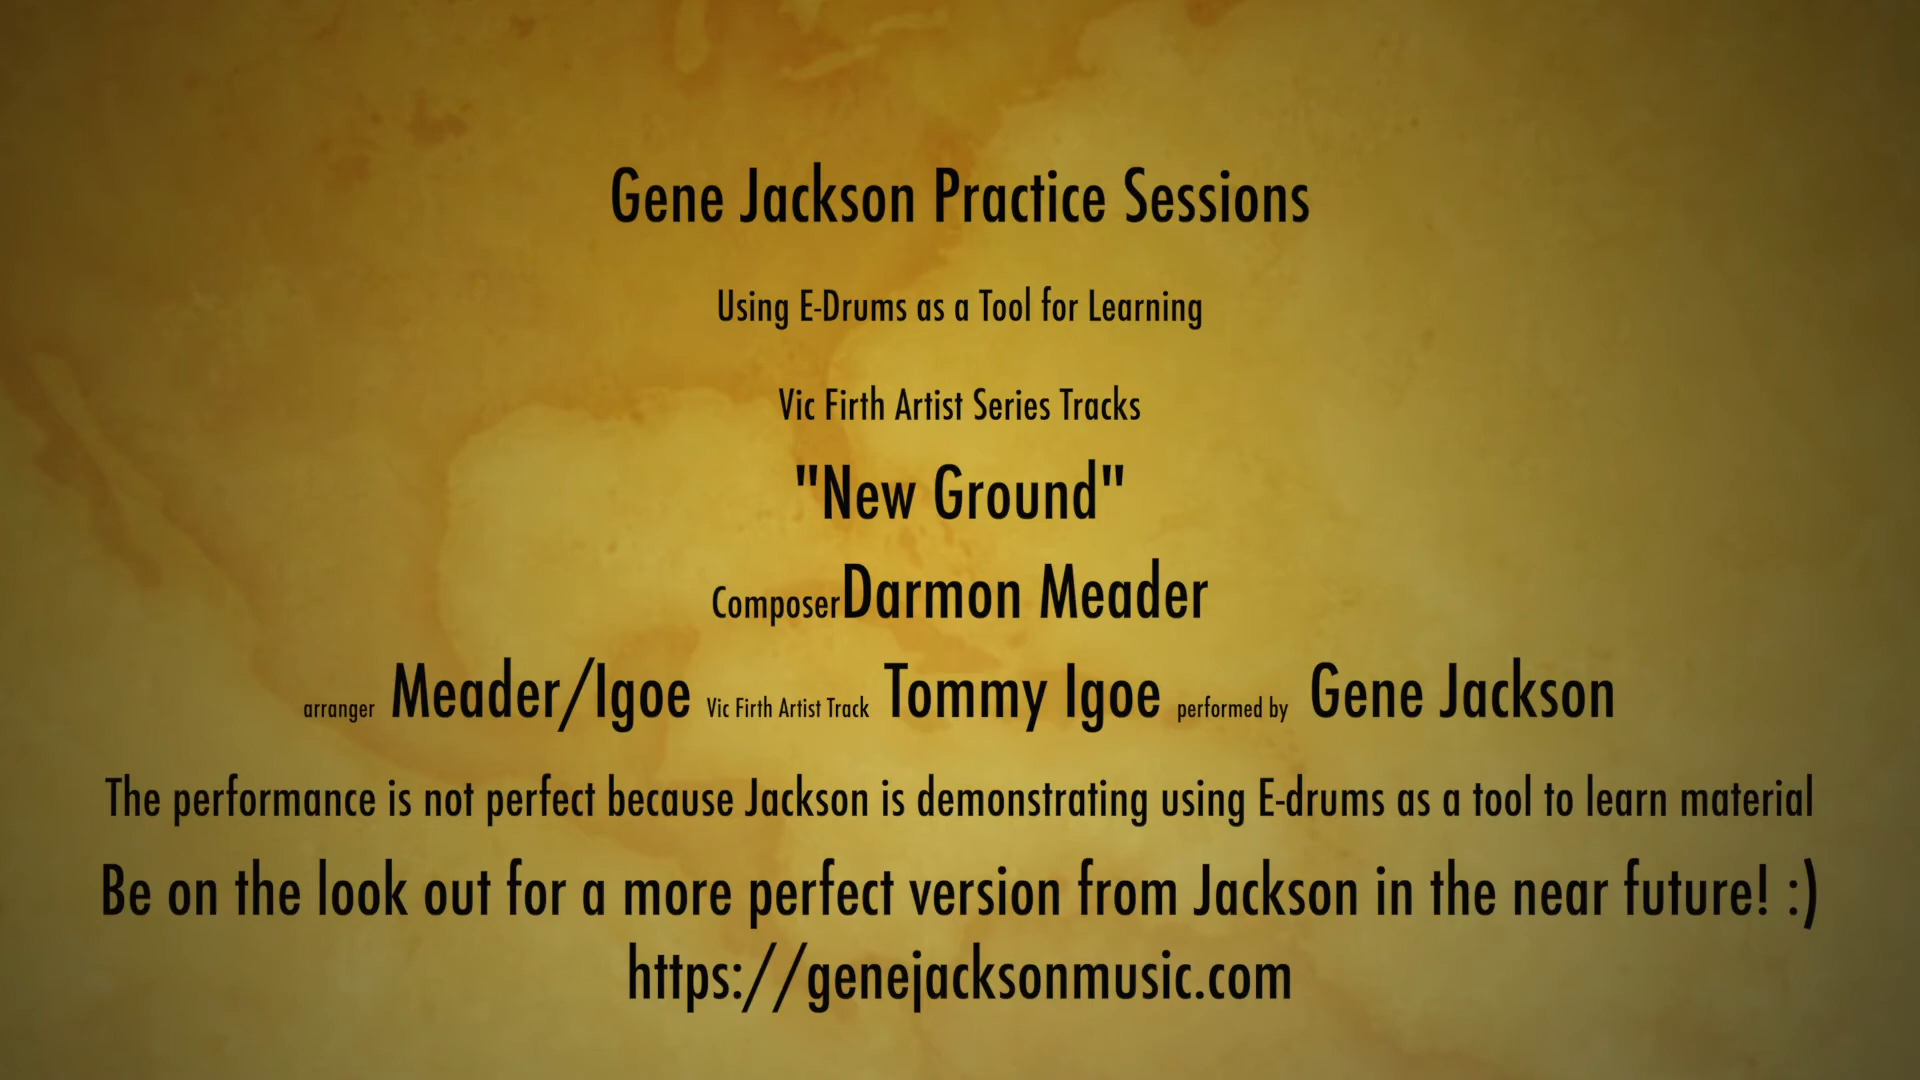 Gene Jackson Practice Sessions
Using E-Drums as a Tool for Learning
Vic Firth Artist Series Tracks
"New Ground"
Composer Darmon Meader
arranger Meader/Igoe Vic Firth Artist Track Tommy Igoe performed by Gene Jackson
The performance is not perfect because Jackson is demonstrating using E-drums as a tool to learn material
Be on the look out for a more perfect version from Jackson in the near future! :)
https://genejacksonmusic.com